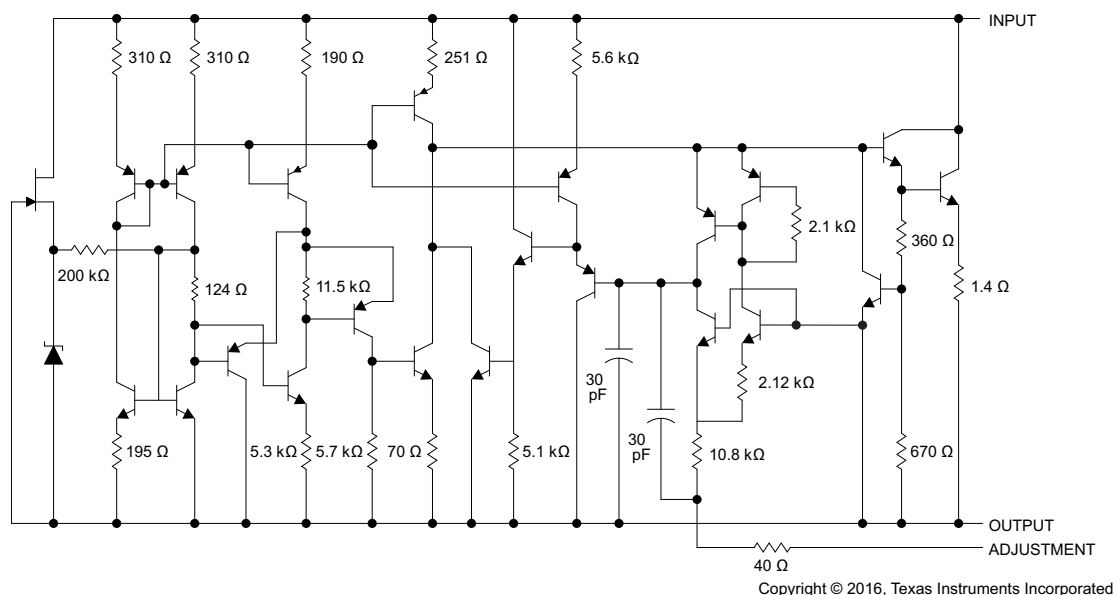 INPUT
310 Ω
310 Ω
190 Ω
251 Ω
5.6 kΩ
2.1 kΩ
360 Ω
200 kΩ
124 Ω
11.5 kΩ
1.4 Ω
30
pF
2.12 kΩ
30
pF
195 Ω
5.3 kΩ
5.7 kΩ
70 Ω
5.1 kΩ
10.8 kΩ
670 Ω
OUTPUT
ADJUSTMENT
40 Ω
Copyright © 2016, Texas Instruments Incorporated